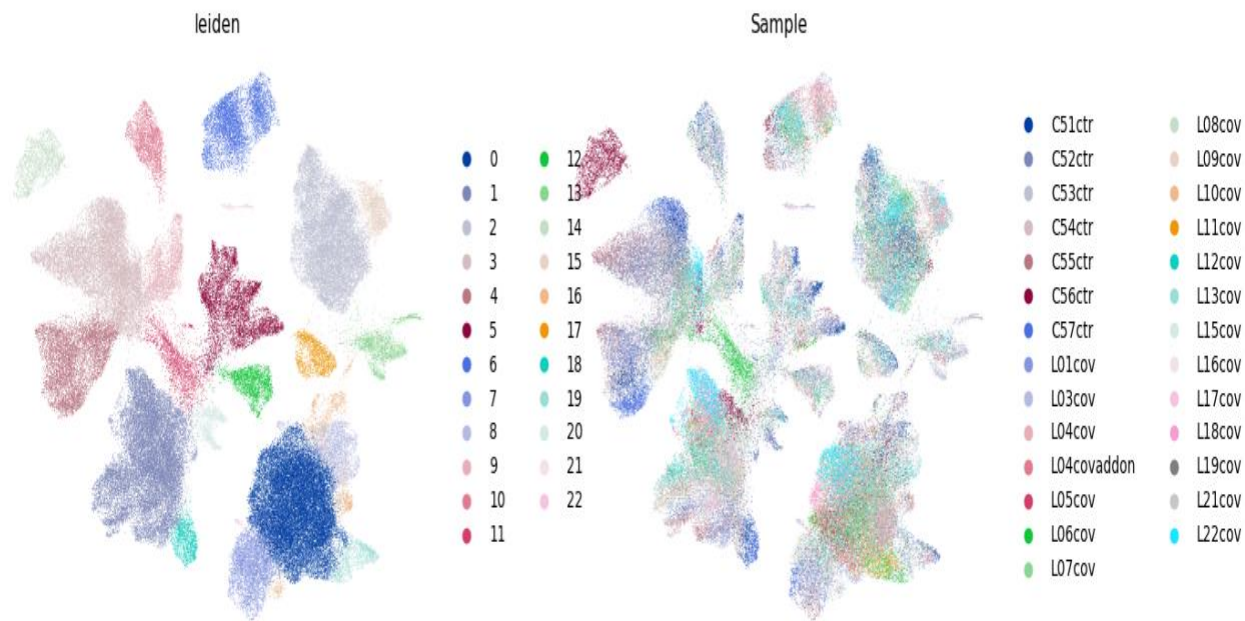 leiden
0
1
2
3
4
5
6
7
8
9
10
11
12
13
14
15
16
17
18
19
20
21
22
Sample
C51ctr
C52ctr
C53ctr
C54ctr
C55ctr
C56ctr
C57ctr
L01cov
L03cov
L04cov
L04covaddon
L05cov
L06cov
L07cov
L08cov
L09cov
L10cov
L11cov
L12cov
L13cov
L15cov
L16cov
L17cov
L18cov
L19cov
L21cov
L22cov